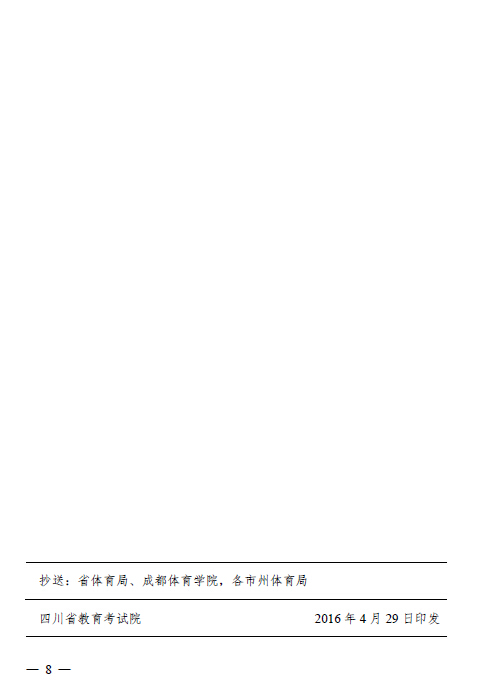 抄送：省体育局、成都体育学院，各市州体育局
四川省教育考试院 2016 年 4 月 29 日印发
— 8 —